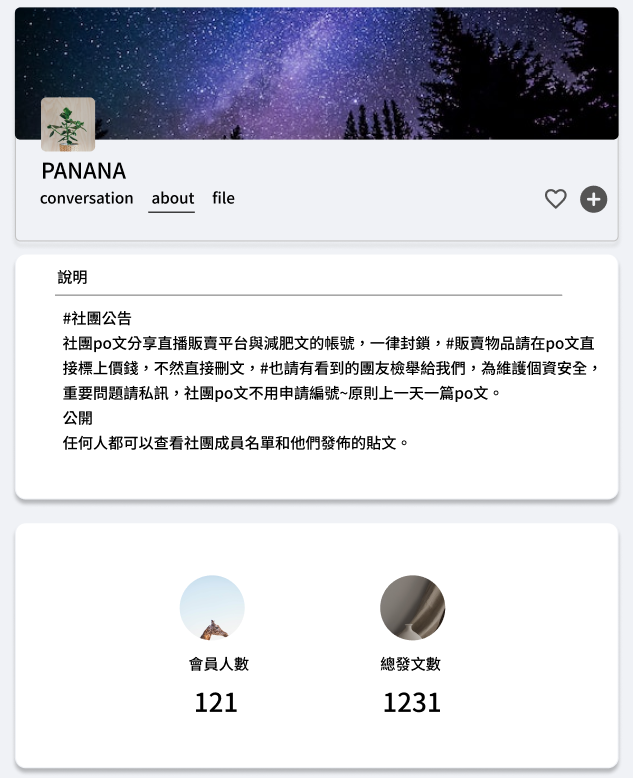 PANANA
conversation about file
說明
#社團公告
社團po文分享直播販賣平台與減肥文的帳號，一律封鎖，#販賣物品請在po文直
接標上價錢，不然直接刪文，#也請有看到的團友檢舉給我們，為維護個資安全，
重要問題請私訊，社團po文不用申請編號~原則上一天一篇po文。
公開
任何人都可以查看社團成員名單和他們發佈的貼文。
會員人數 總發文數
121 1231